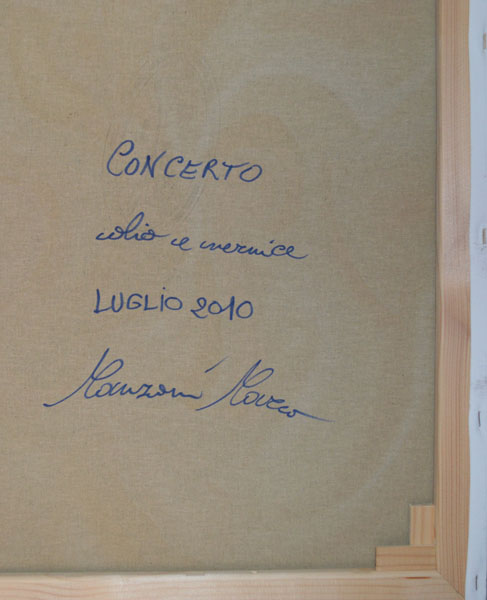 CONCERTO
olio e vernice
LUGLIO 2010
Manzoni Marco